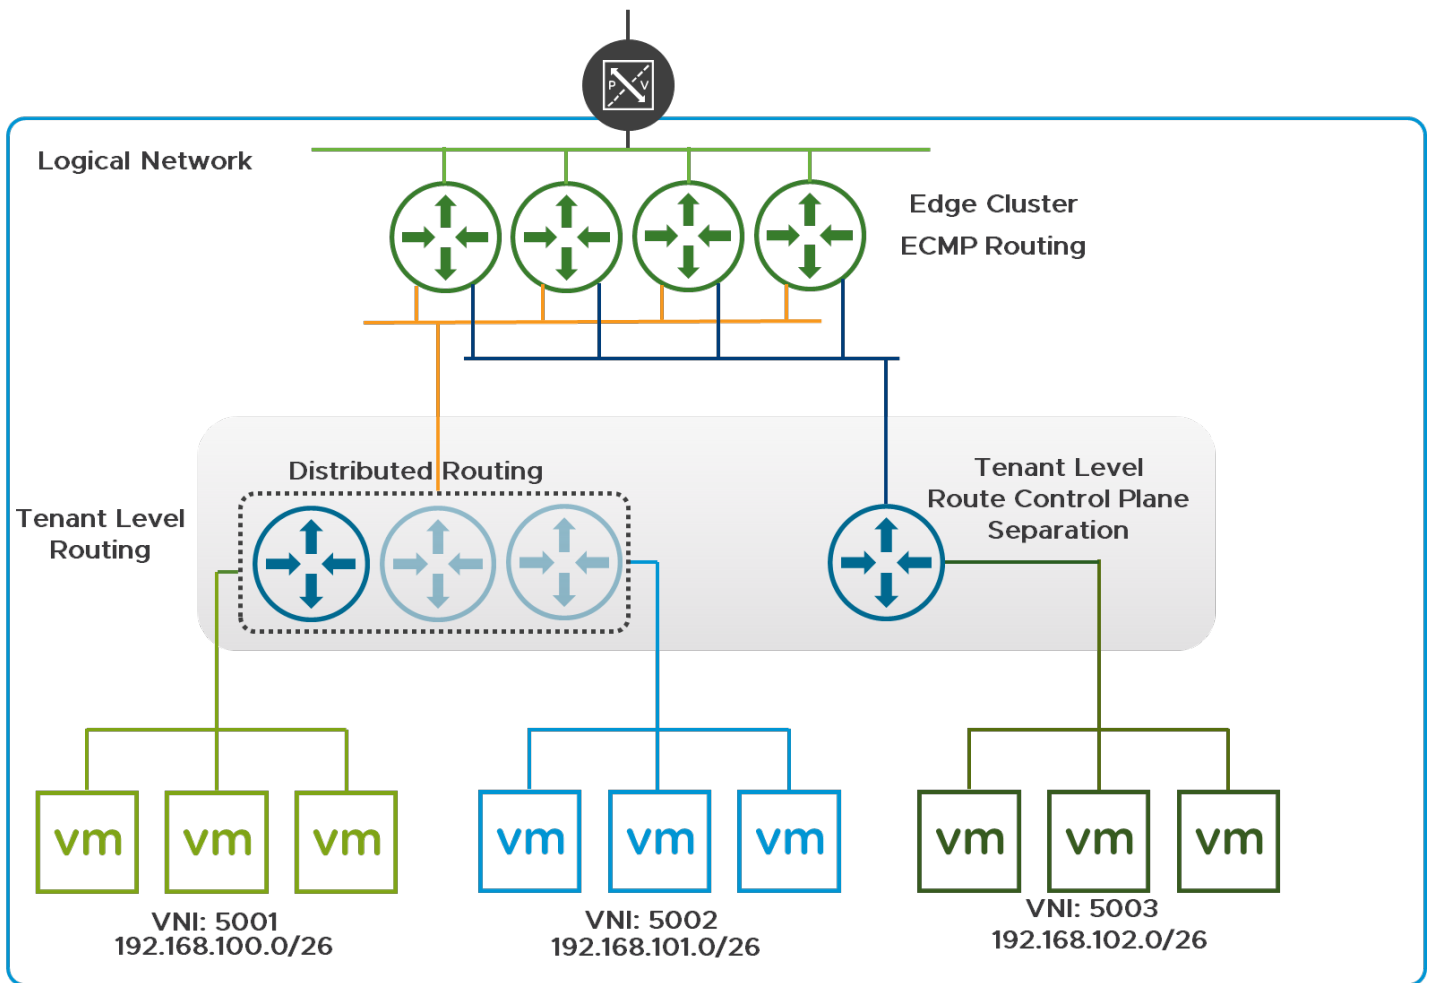 P V
Logical Network
Edge Cluster
ECMP Routing
Distributed Routing
Tenant Level
Route Control Plane
Separation
Tenant Level
Routing
vm vm vm
vm vm vm
vm vm vm
VNI: 5001
192.168.100.0/26
VNI: 5002
192.168.101.0/26
VNI: 5003
192.168.102.0/26